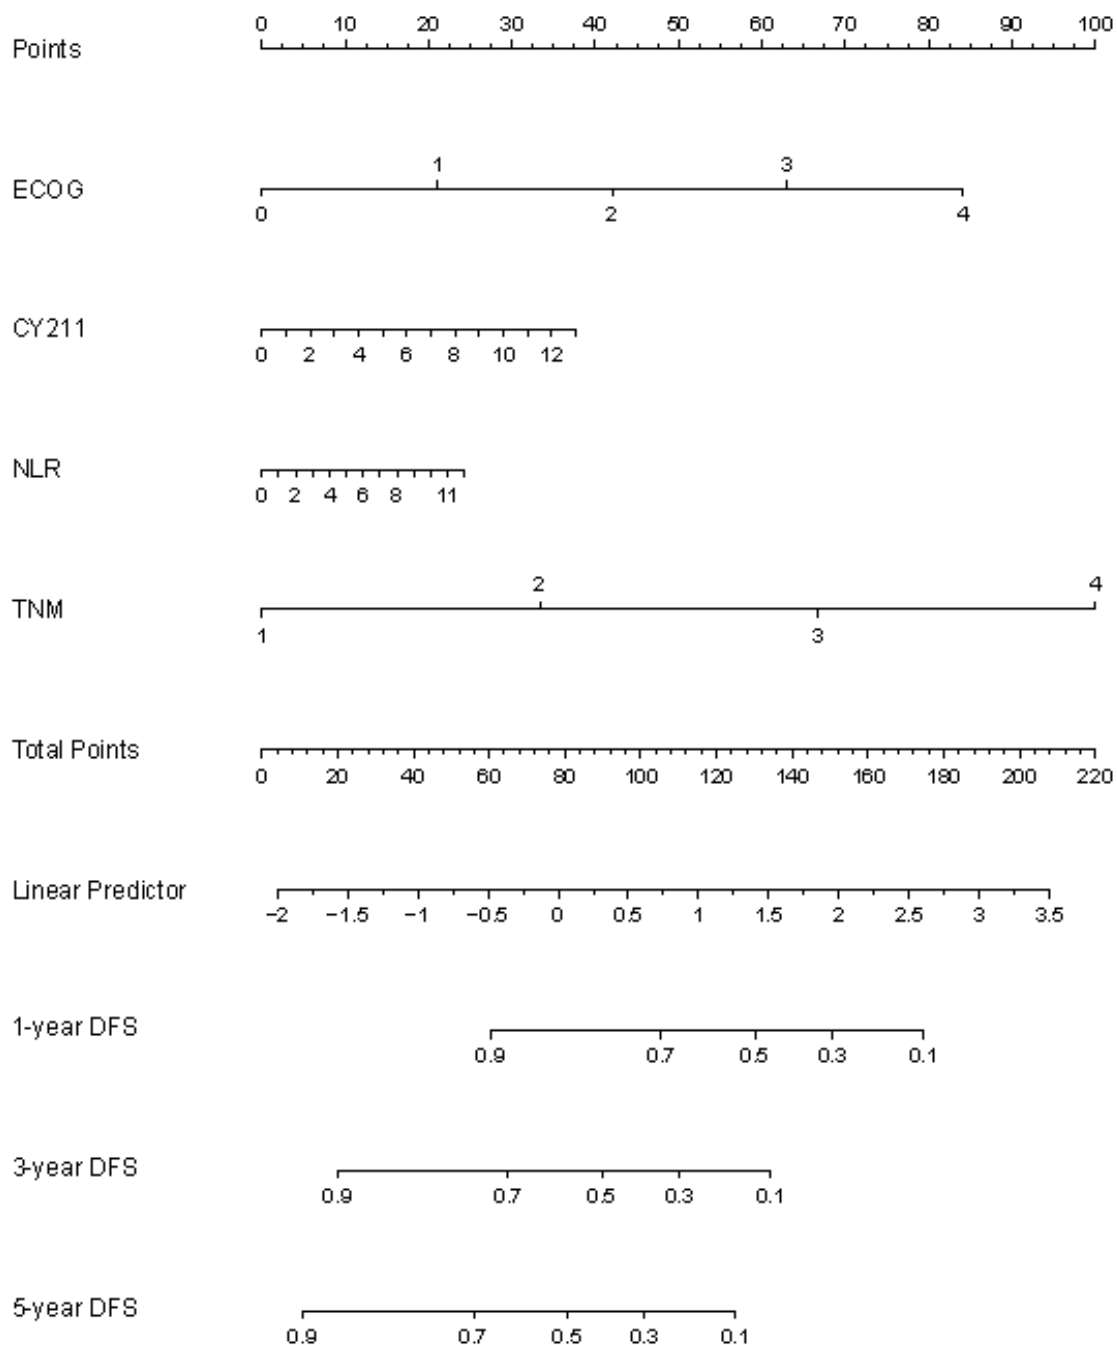 0 10 20 30 40 50 60 70 80 90 100
Points
1 3
ECOG
0 2 4
CY211
0 2 4 6 8 10 12
NLR
0 2 4 6 8 11
2 4
TNM
1 3
Total Points
0 20 40 60 80 100 120 140 160 180 200 220
Linear Predictor
−2 −1.5 −1 −0.5 0 0.5 1 1.5 2 2.5 3 3.5
1-year DFS
0.9 0.7 0.5 0.3 0.1
3-year DFS
0.9 0.7 0.5 0.3 0.1
5-year DFS
0.9 0.7 0.5 0.3 0.1